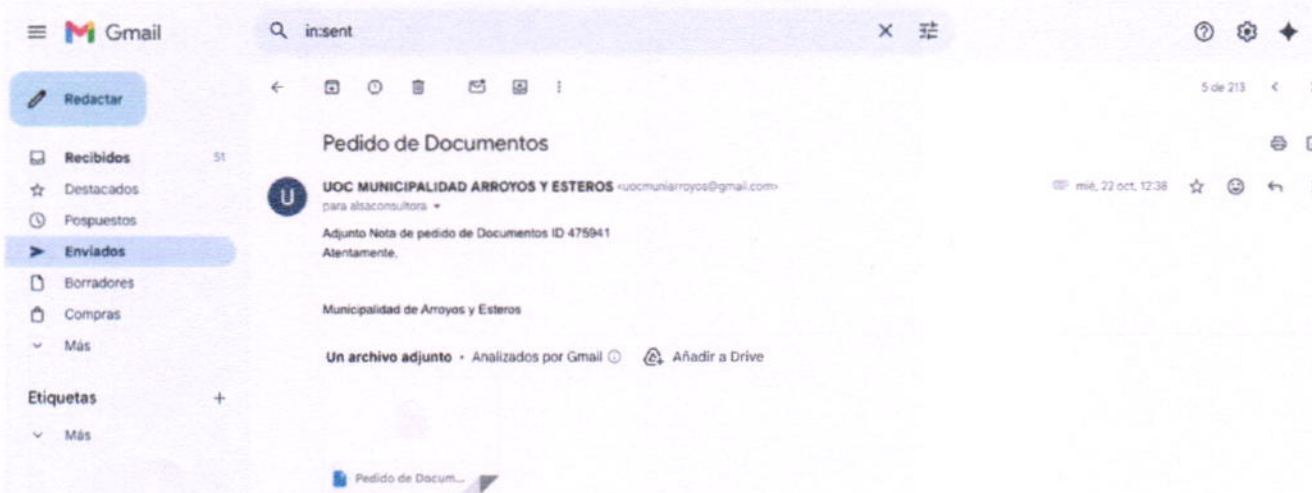 Gmail
in:sent
Redactar
5 de 213
Recibidos 51
Destacados
Pospuestos
Enviados
Borradores
Compras
Más
Etiquetas
Más
Pedido de Documentos
UOC MUNICIPALIDAD ARROYOS Y ESTEROS <uocmuniarroyos@gmail.com>
mié, 22 oct, 12:38
U
para alsaconsultora
Adjunto Nota de pedido de Documentos ID 475941
Atentamente,
Municipalidad de Arroyos y Esteros
Un archivo adjunto • Analizados por Gmail
Añadir a Drive
Pedido de Docum...